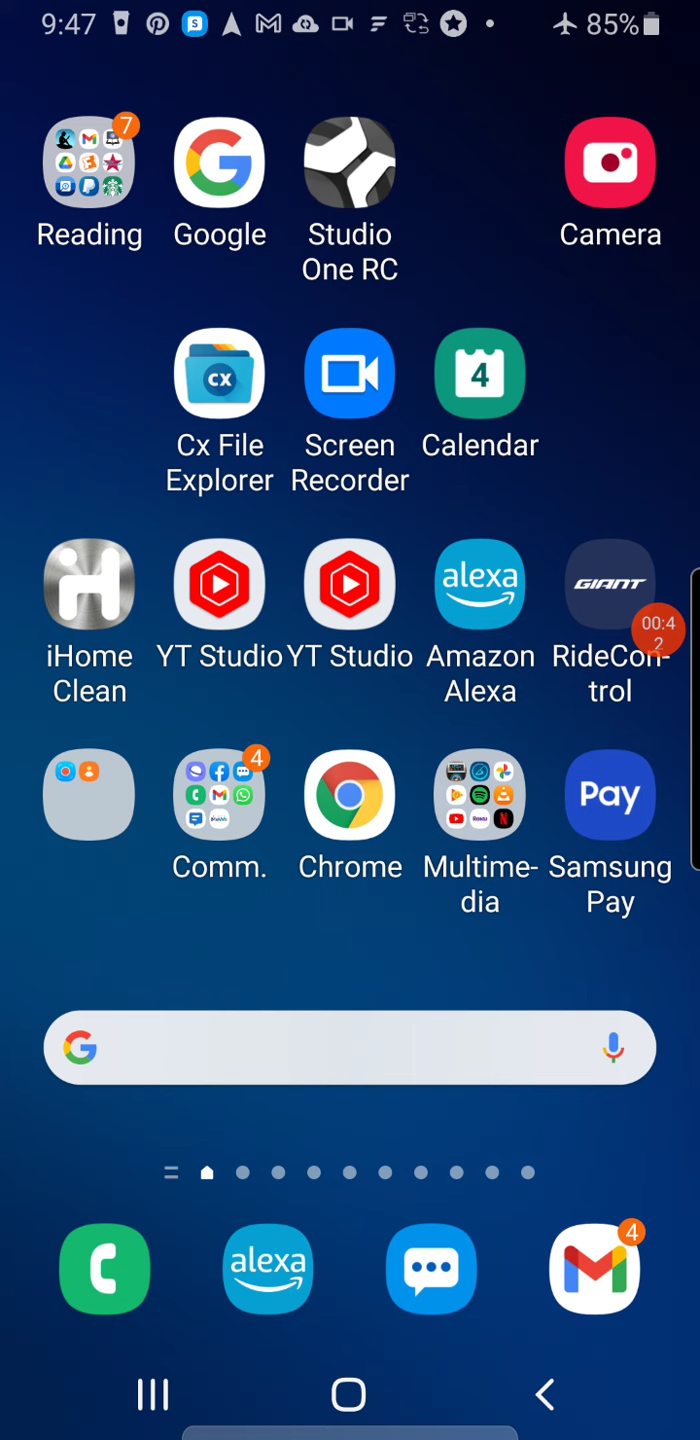 9:47
85%
7
Reading
Google
Studio
One RC
Camera
CX
4
Cx File
Explorer
Screen
Recorder
Calendar
alexa
GIANT
00:4
2
iHome
Clean
YT Studio
YT Studio
Amazon
Alexa
RideCon-
trol
4
Pay
Comm.
Chrome
Multime-
dia
Samsung
Pay
alexa
4